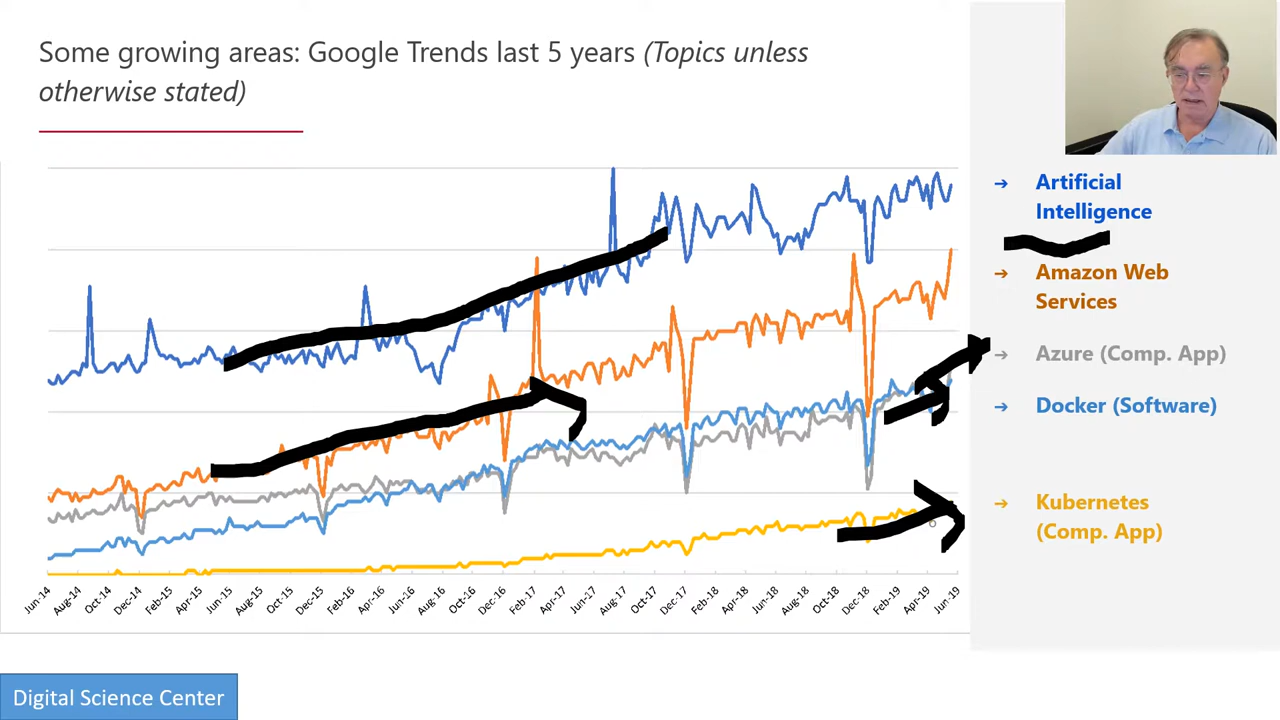 Some growing areas: Google Trends last 5 years (Topics unless
otherwise stated)
➔ Artificial
Intelligence
➔ Amazon Web
Services
➔ Azure (Comp. App)
➔ Docker (Software)
➔ Kubernetes
(Comp. App)
Jun-14
Aug-14
Oct-14
Dec-14
Feb-15
Apr-15
Jun-15
Aug-15
Oct-15
Dec-15
Feb-16
Apr-16
Jun-16
Aug-16
Oct-16
Dec-16
Feb-17
Apr-17
Jun-17
Aug-17
Oct-17
Dec-17
Feb-18
Apr-18
Jun-18
Aug-18
Oct-18
Dec-18
Feb-19
Apr-19
Jun-19
Digital Science Center